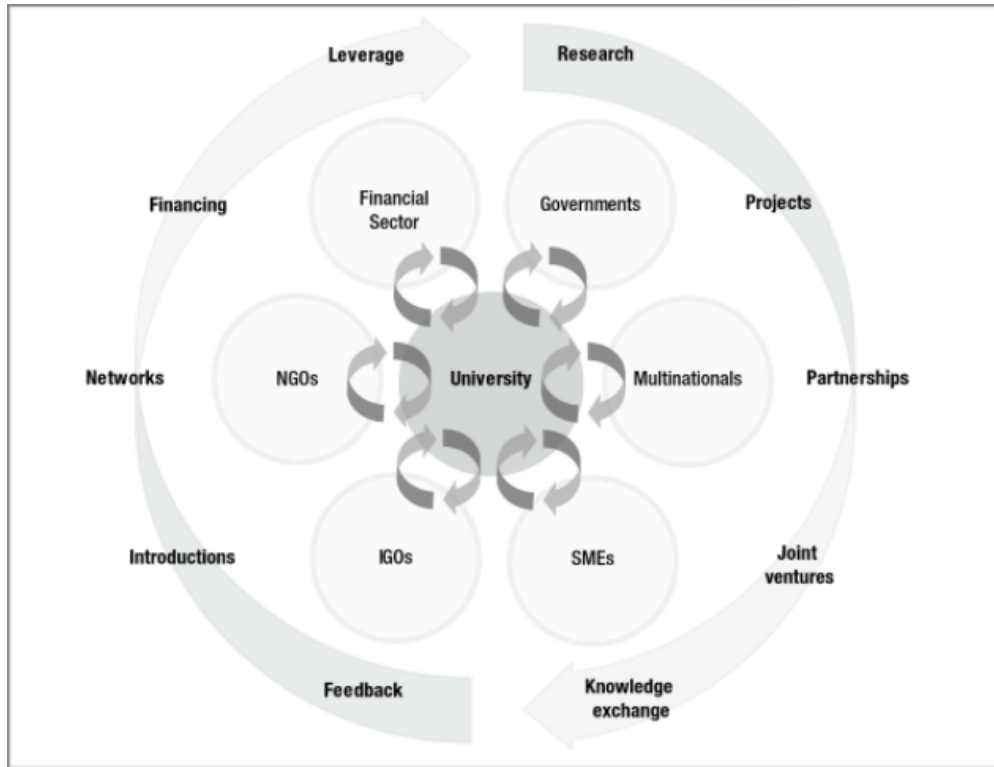 Leverage
Research
Financing
Financial
Sector
Governments
Projects
Networks
NGOs
University
Multinationals
Partnerships
Introductions
IGOs
SMEs
Joint
ventures
Feedback
Knowledge
exchange